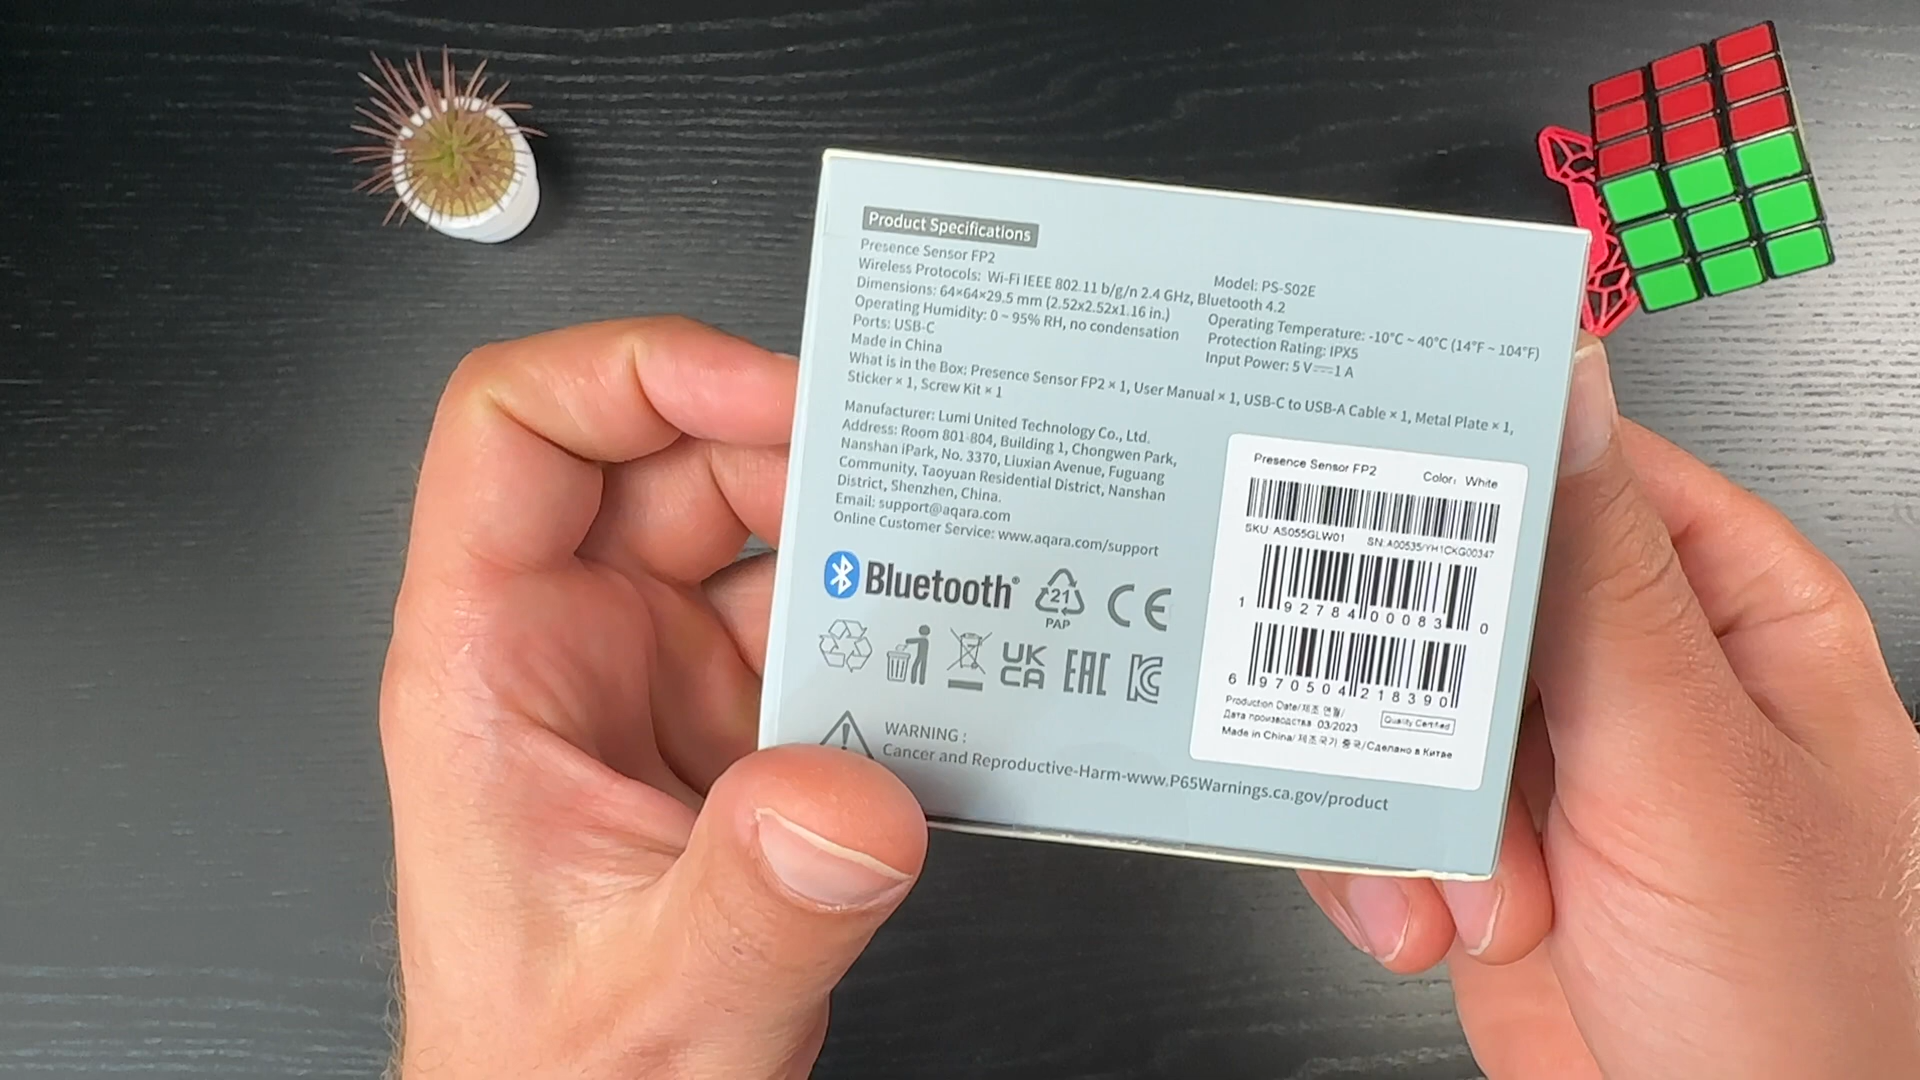 Product Specifications
Presence Sensor FP2
Model: PS-S02E
Wireless Protocols: Wi-Fi IEEE 802.11 b/g/n 2.4 GHz, Bluetooth 4.2
Dimensions: 64×64×29.5 mm (2.52x2.52x1.16 in.)
Operating Temperature: -10°C ~ 40°C (14°F ~ 104°F)
Operating Humidity: 0 ~ 95% RH, no condensation
Protection Rating: IPX5
Ports: USB-C
Input Power: 5 V⎓1 A
Made in China
What is in the Box: Presence Sensor FP2 × 1, User Manual × 1, USB-C to USB-A Cable × 1, Metal Plate × 1,
Sticker × 1, Screw Kit × 1
Manufacturer: Lumi United Technology Co., Ltd.
Address: Room 801-804, Building 1, Chongwen Park,
Nanshan iPark, No. 3370, Liuxian Avenue, Fuguang
Community, Taoyuan Residential District, Nanshan
District, Shenzhen, China.
Email: support@aqara.com
Online Customer Service: www.aqara.com/support
Bluetooth®
21
PAP
CE
UK
CA
EAC
KC
WARNING :
Cancer and Reproductive-Harm-www.P65Warnings.ca.gov/product
Presence Sensor FP2 Color: White
SKU: AS055GLW01 SN: A00535/YH1CKG00347
1 92784 00083 0
6 970504 218390
Production Date/제조 연월/
Дата производства 03/2023
Quality Certified
Made in China/제조국가 중국/Сделано в Китае